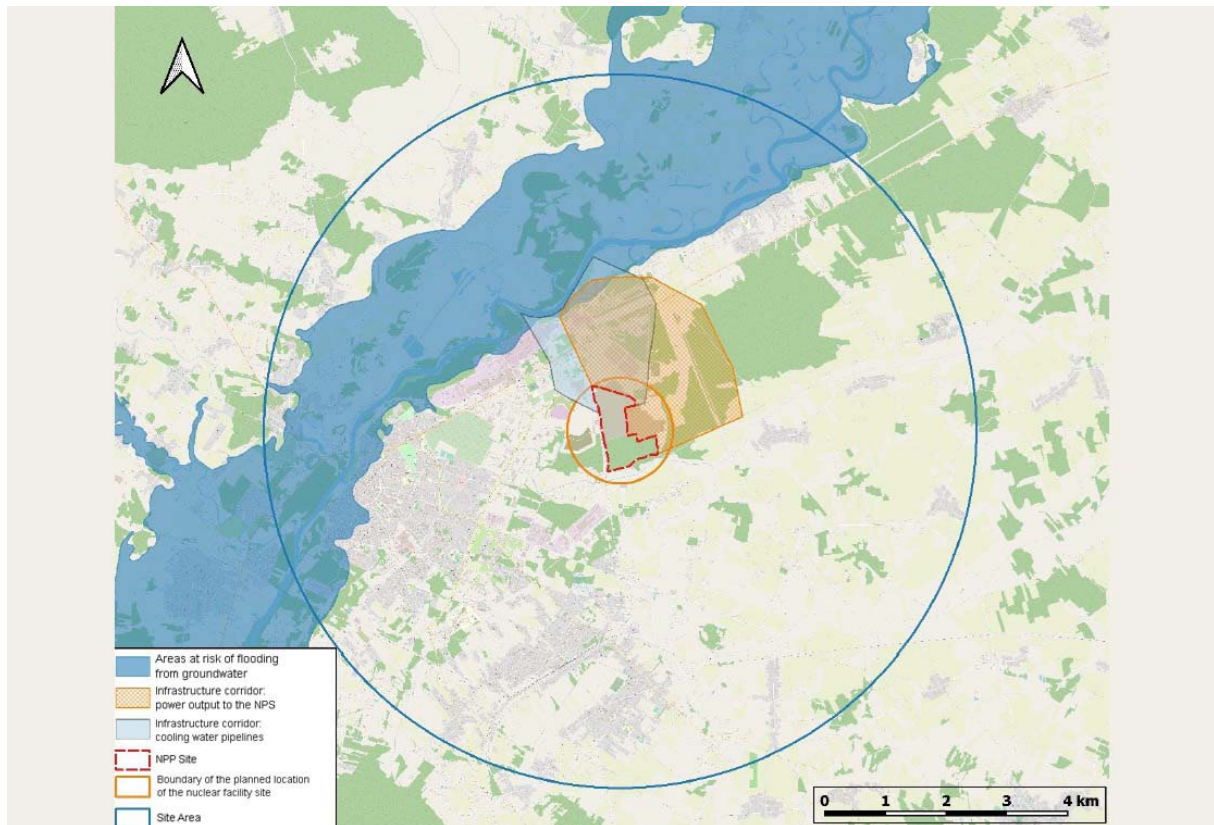 Areas at risk of flooding
from groundwater
Infrastructure corridor:
power output to the NPS
Infrastructure corridor:
cooling water pipelines
NPP Site
Boundary of the planned location
of the nuclear facility site
Site Area
0 1 2 3 4 km